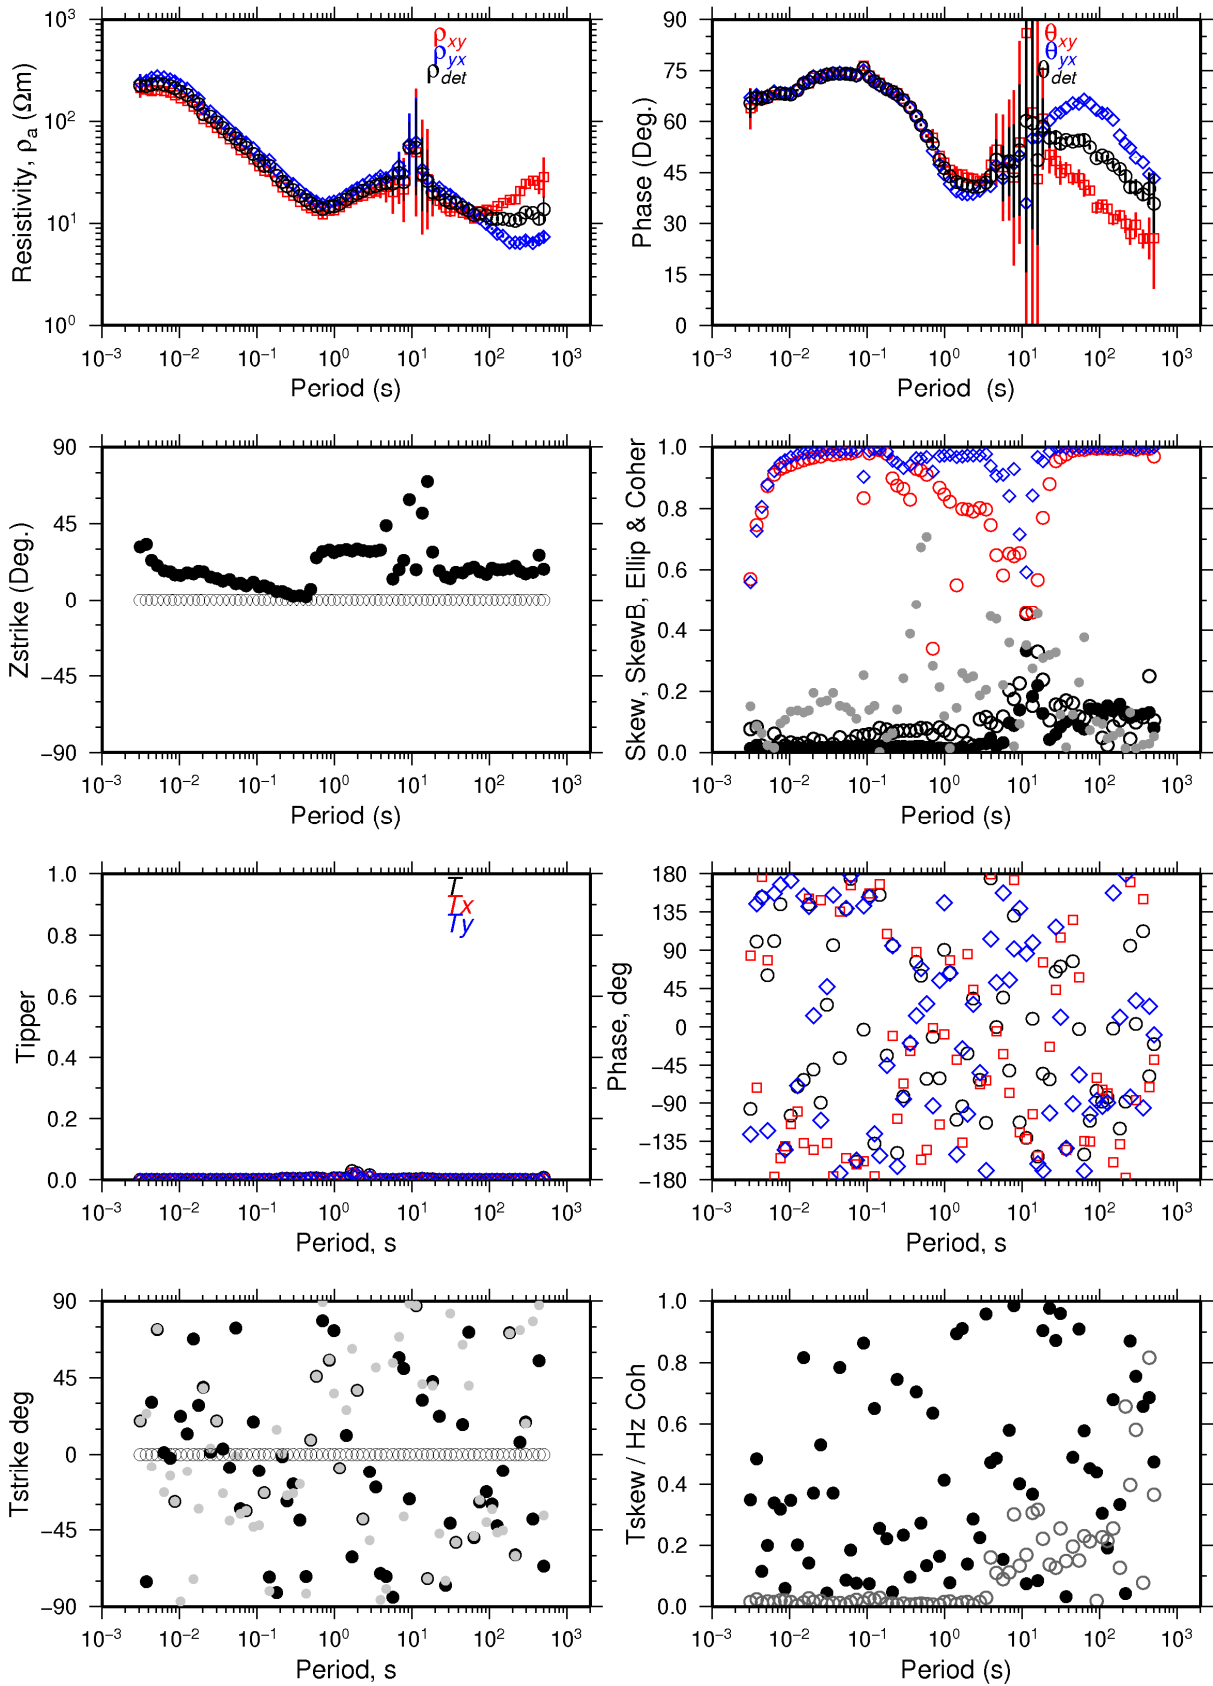 10³
10²
10¹
10⁰
Resistivity, ρₐ (Ωm)
ρxy
ρyx
ρdet
10⁻³ 10⁻² 10⁻¹ 10⁰ 10¹ 10² 10³
Period (s)
90
75
60
45
30
15
0
Phase (Deg.)
θxy
θyx
θdet
10⁻³ 10⁻² 10⁻¹ 10⁰ 10¹ 10² 10³
Period (s)
90
45
0
−45
−90
Zstrike (Deg.)
10⁻³ 10⁻² 10⁻¹ 10⁰ 10¹ 10² 10³
Period (s)
1.0
0.8
0.6
0.4
0.2
0.0
Skew, SkewB, Ellip & Coher
10⁻³ 10⁻² 10⁻¹ 10⁰ 10¹ 10² 10³
Period (s)
1.0
0.8
0.6
0.4
0.2
0.0
Tipper
T
Tx
Ty
10⁻³ 10⁻² 10⁻¹ 10⁰ 10¹ 10² 10³
Period, s
180
135
90
45
0
−45
−90
−135
−180
Phase, deg
10⁻³ 10⁻² 10⁻¹ 10⁰ 10¹ 10² 10³
Period, s
90
45
0
−45
−90
Tstrike deg
10⁻³ 10⁻² 10⁻¹ 10⁰ 10¹ 10² 10³
Period, s
1.0
0.8
0.6
0.4
0.2
0.0
Tskew / Hz Coh
10⁻³ 10⁻² 10⁻¹ 10⁰ 10¹ 10² 10³
Period (s)